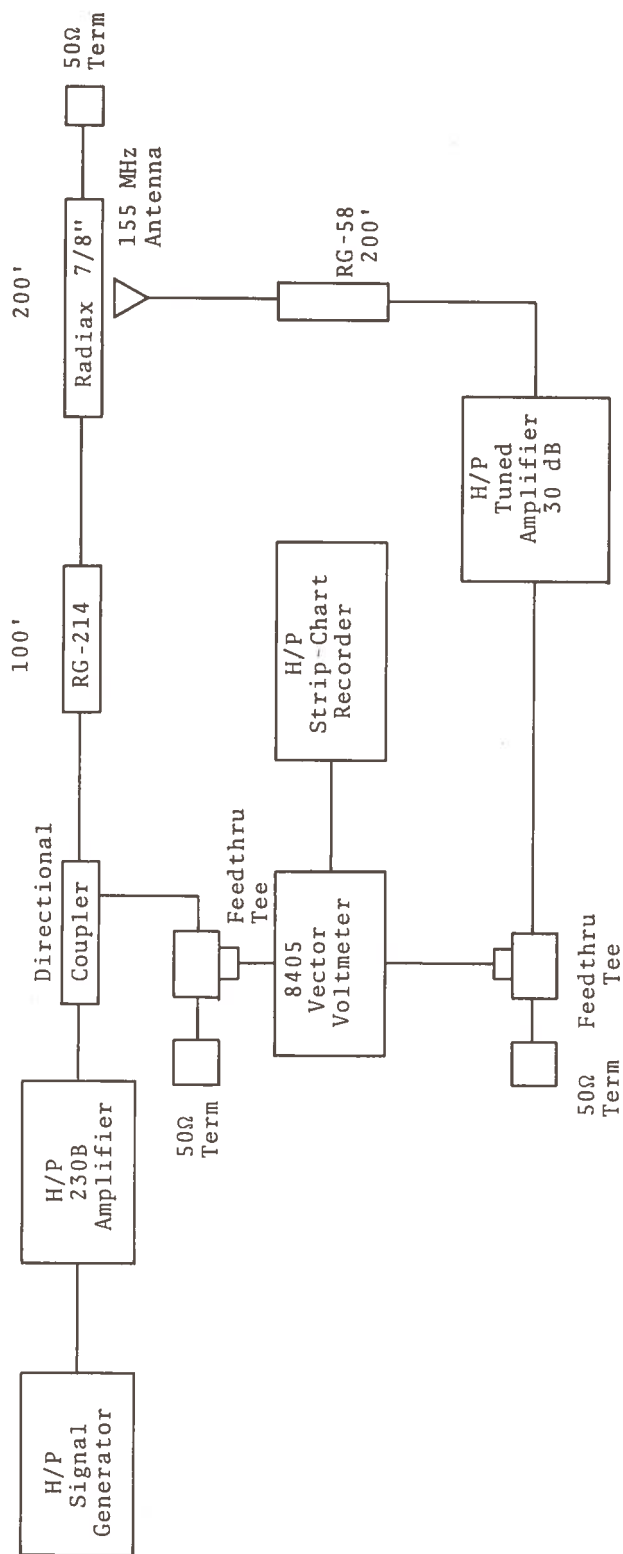 H/P
Signal
Generator
H/P
230B
Amplifier
Directional
Coupler
100'
RG-214
200'
Radiax 7/8"
50Ω
Term
155 MHz
Antenna
RG-58
200'
H/P
Tuned
Amplifier
30 dB
H/P
Strip-Chart
Recorder
Feedthru
Tee
8405
Vector
Voltmeter
50Ω
Term
Feedthru
Tee
50Ω
Term